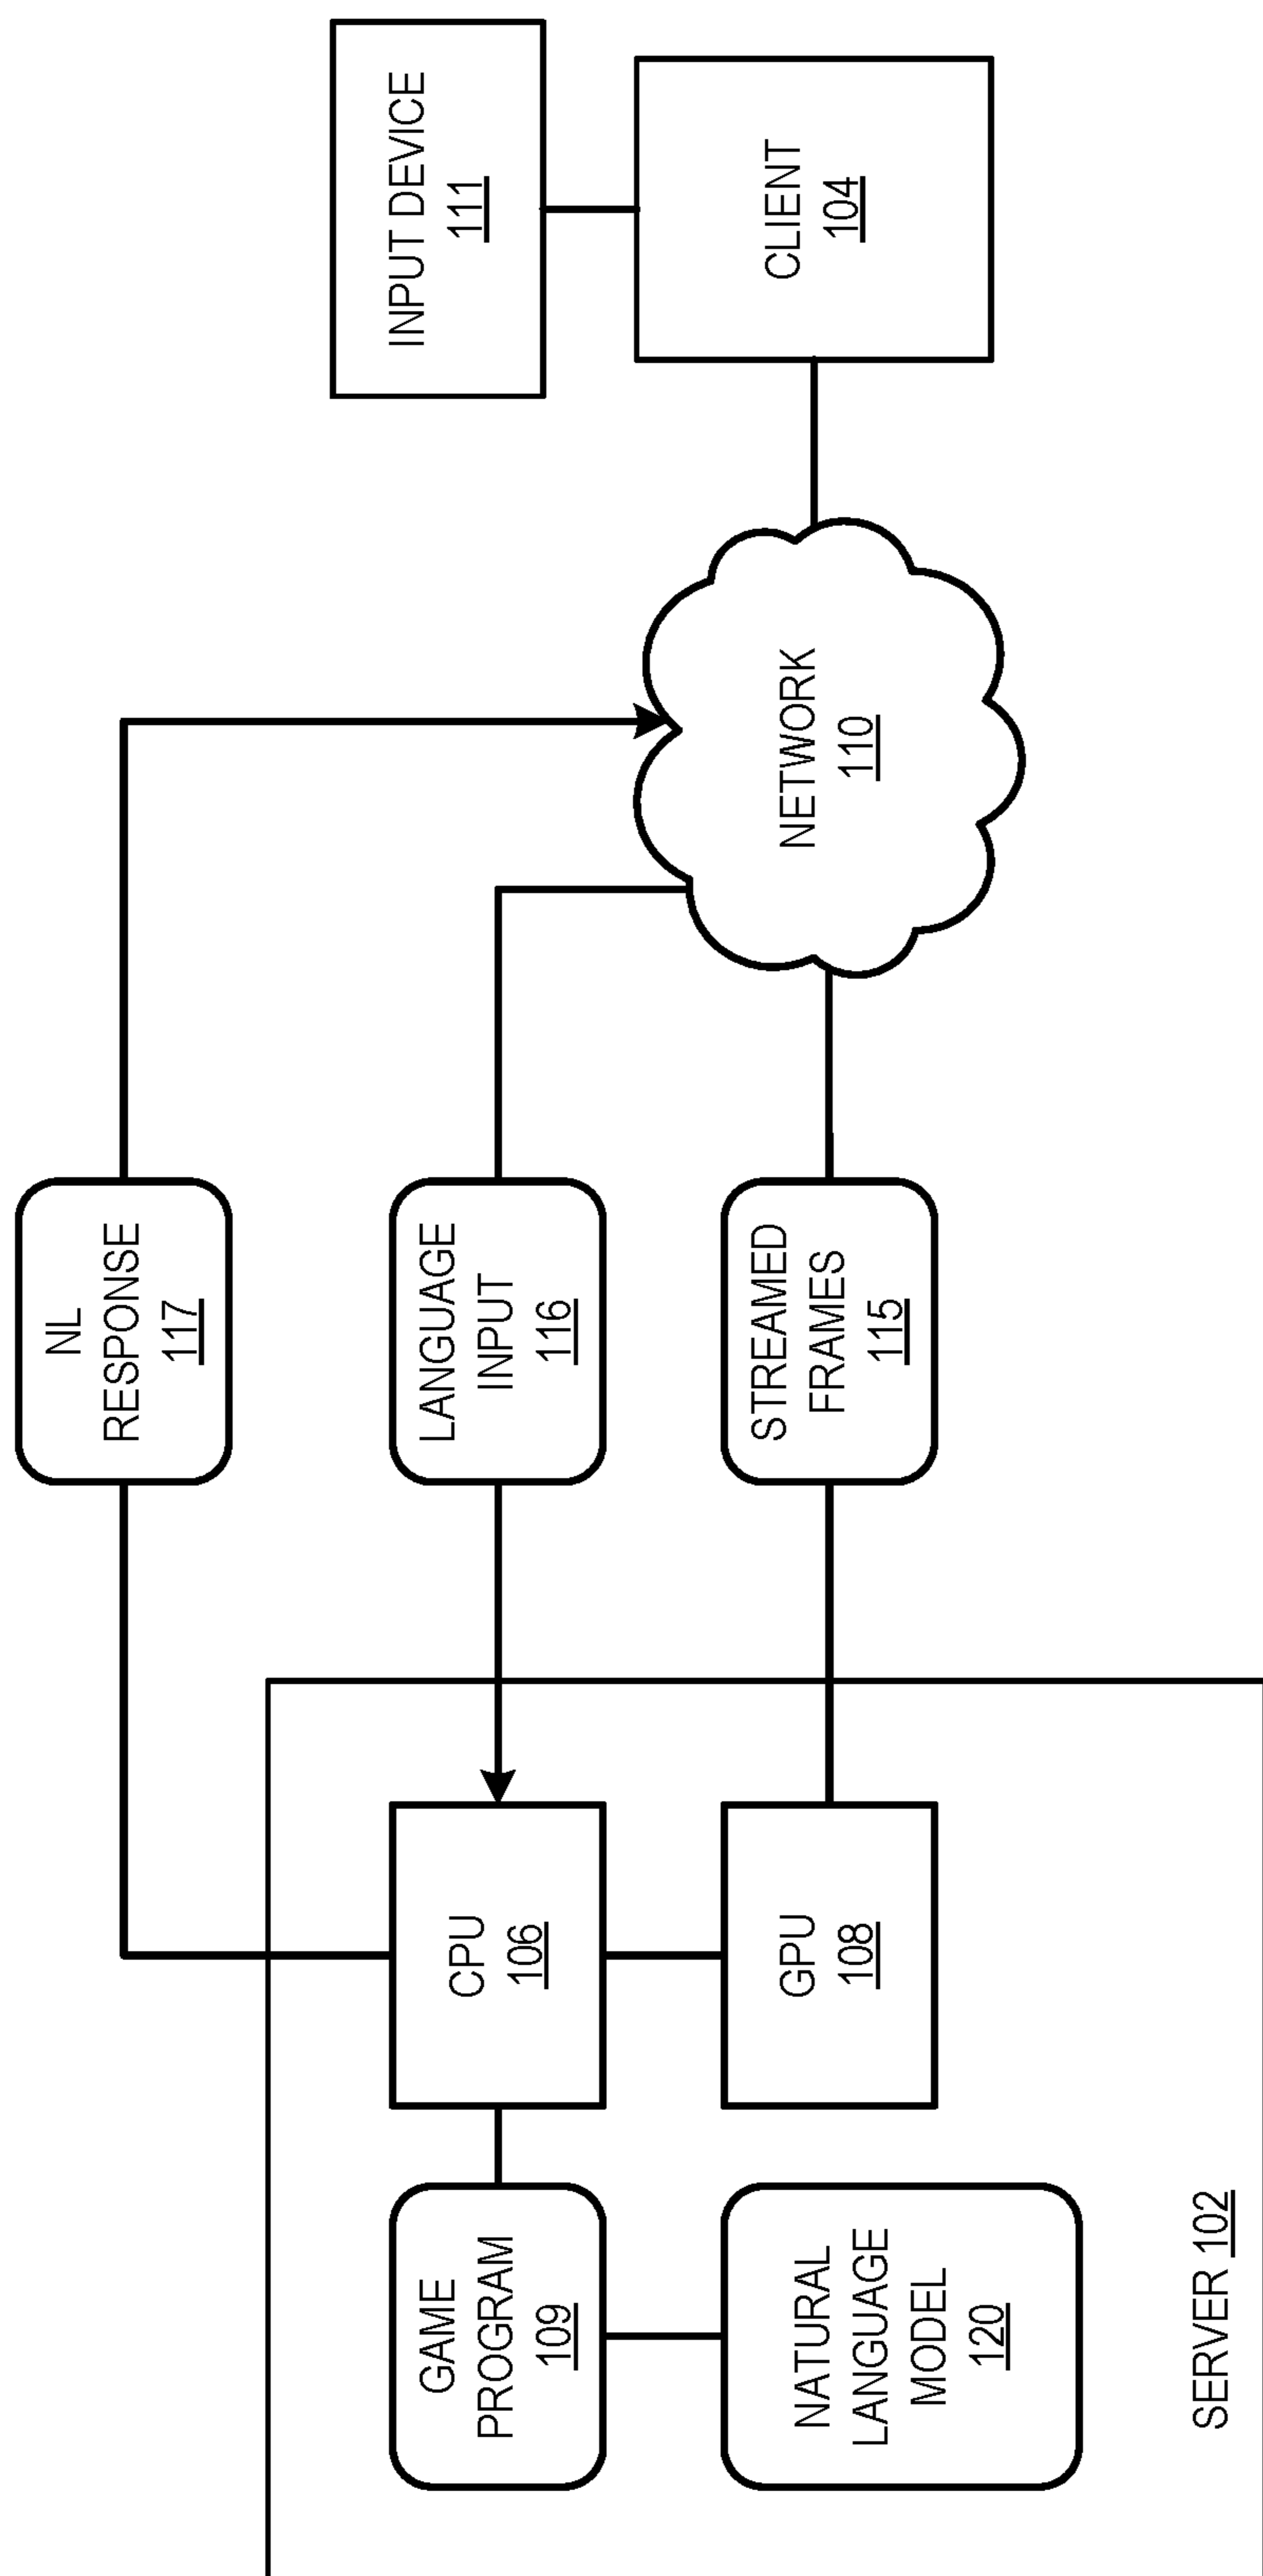 NL
RESPONSE
117
LANGUAGE
INPUT
116
STREAMED
FRAMES
115
INPUT DEVICE
111
CLIENT
104
NETWORK
110
GAME
PROGRAM
109
CPU
106
NATURAL
LANGUAGE
MODEL
120
GPU
108
SERVER 102